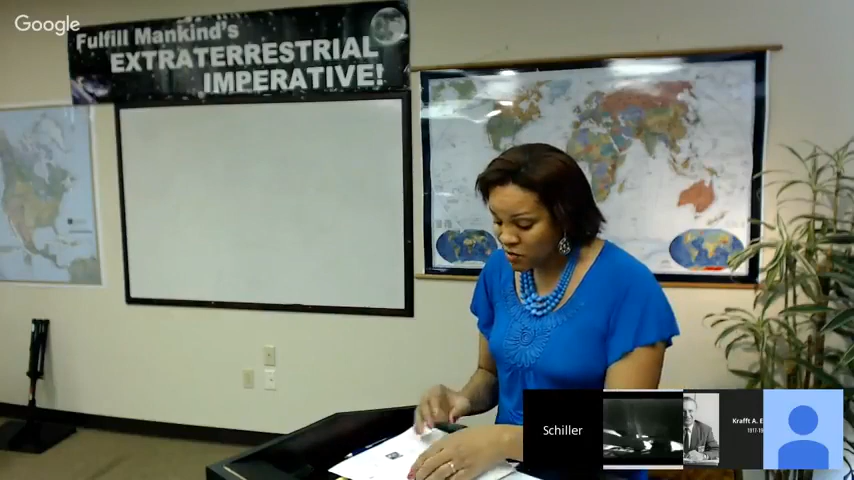 Google
Fulfill Mankind's
EXTRATERRESTRIAL
IMPERATIVE!
Schiller
Krafft A. E